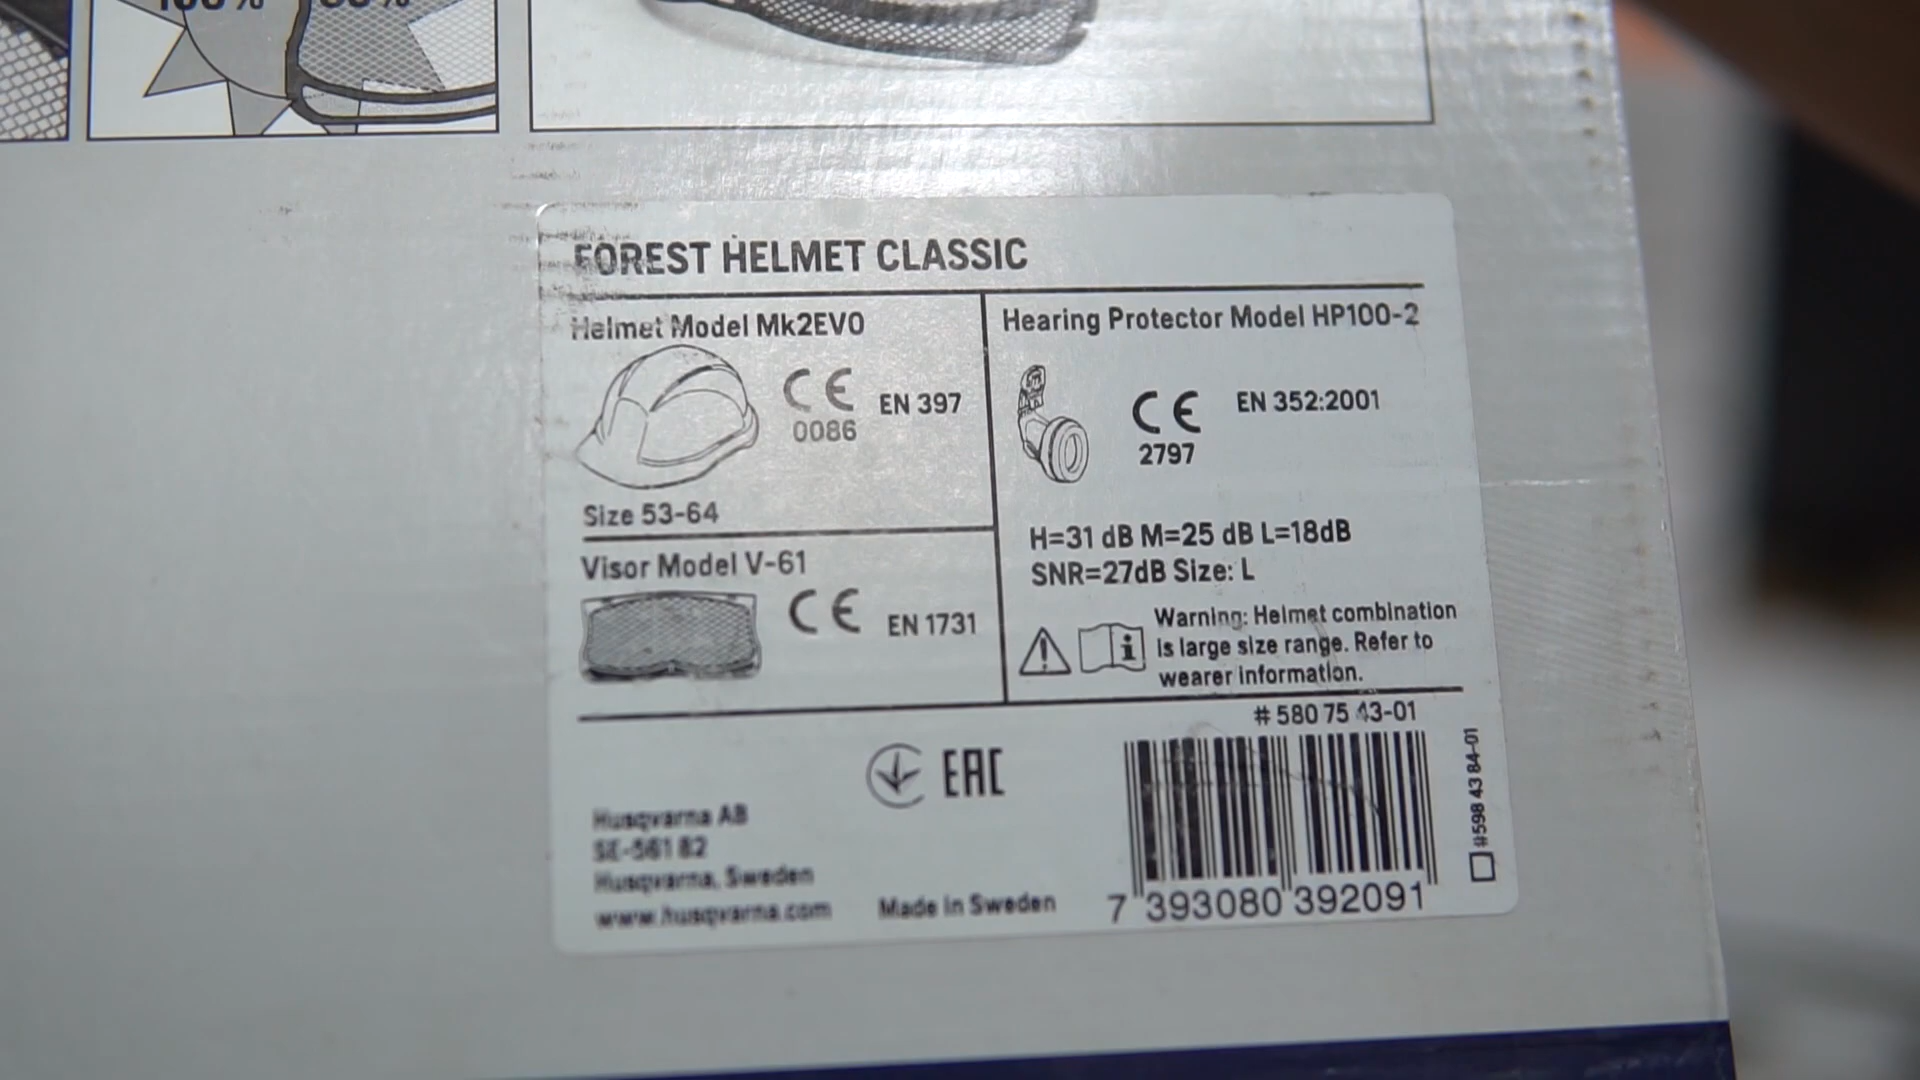 100%
FOREST HELMET CLASSIC
Helmet Model Mk2EVO
CE
0086
EN 397
Size 53-64
Visor Model V-61
CE
EN 1731
Hearing Protector Model HP100-2
CE
2797
EN 352:2001
H=31 dB M=25 dB L=18dB
SNR=27dB Size: L
Warning: Helmet combination
is large size range. Refer to
wearer information.
# 580 75 43-01
EAC
Husqvarna AB
SE-561 82
Husqvarna, Sweden
www.husqvarna.com
Made in Sweden
7 393080 392091
#598 43 84-01